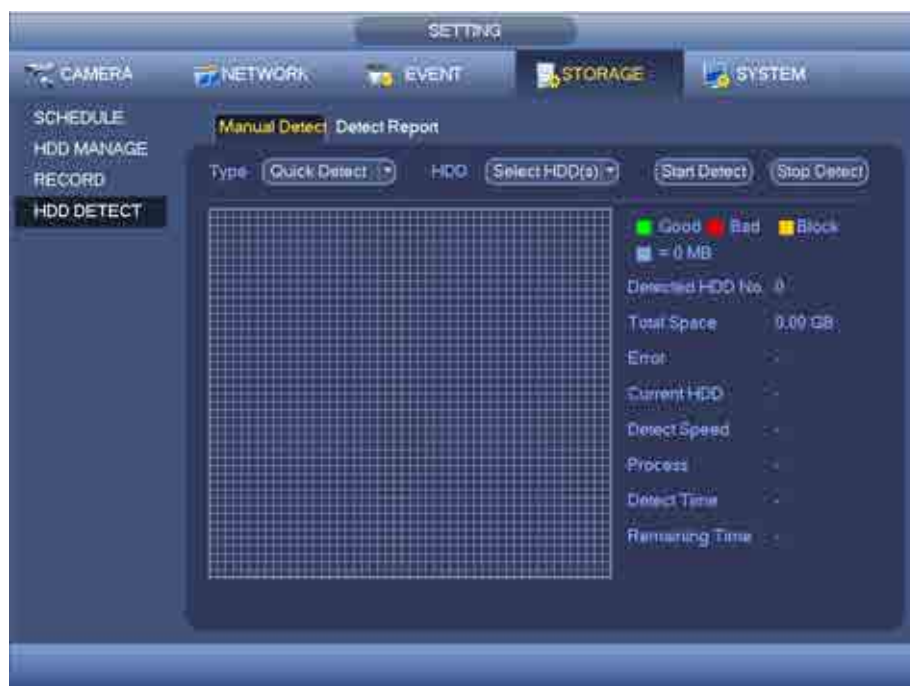 SETTING
CAMERA NETWORK EVENT STORAGE SYSTEM
SCHEDULE
HDD MANAGE
RECORD
HDD DETECT
Manual Detect Detect Report
Type Quick Detect HDD Select HDD(s) Start Detect Stop Detect
Good Bad Block
= 0 MB
Detected HDD No. 0
Total Space 0.00 GB
Error -
Current HDD -
Detect Speed -
Process -
Detect Time -
Remaining Time -